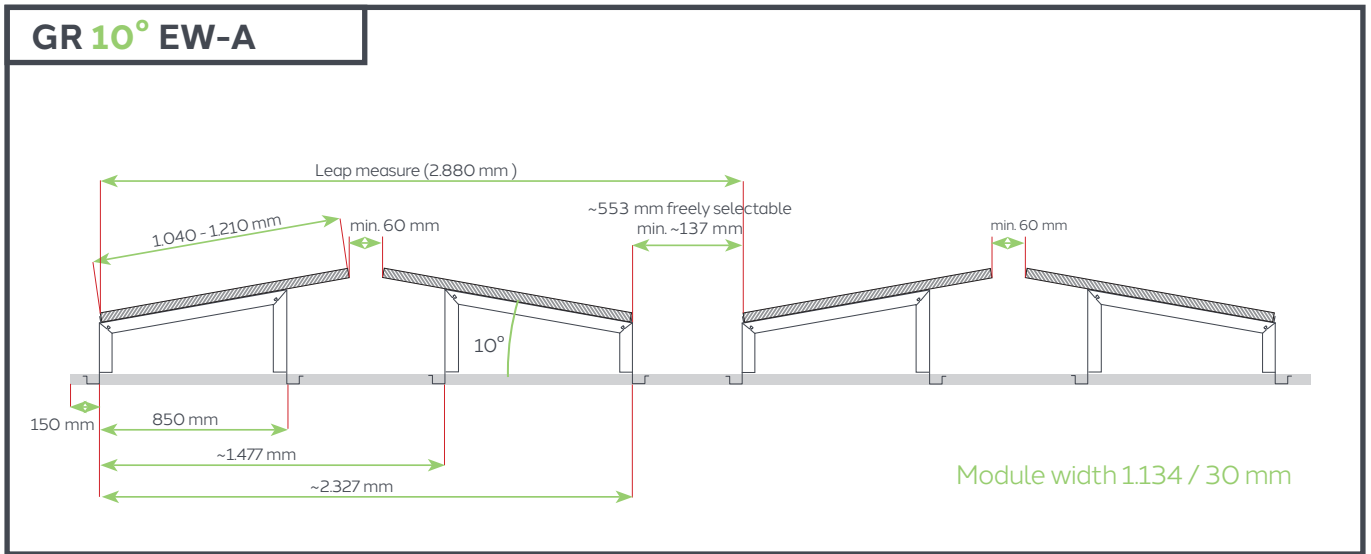 GR 10° EW-A
Leap measure (2.880 mm )
~553 mm freely selectable
min. ~137 mm
1.040 - 1.210 mm
min. 60 mm
min. 60 mm
10°
150 mm
850 mm
~1.477 mm
~2.327 mm
Module width 1.134 / 30 mm